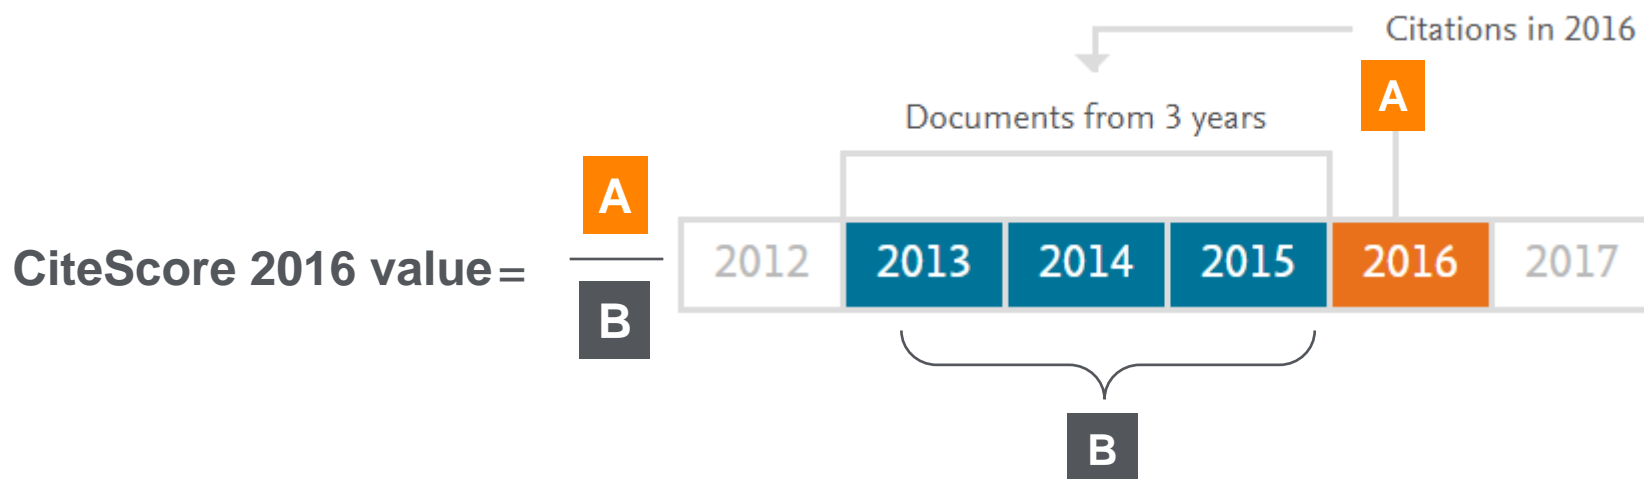 Citations in 2016
A
Documents from 3 years
A
CiteScore 2016 value =
B
2012 2013 2014 2015 2016 2017
B